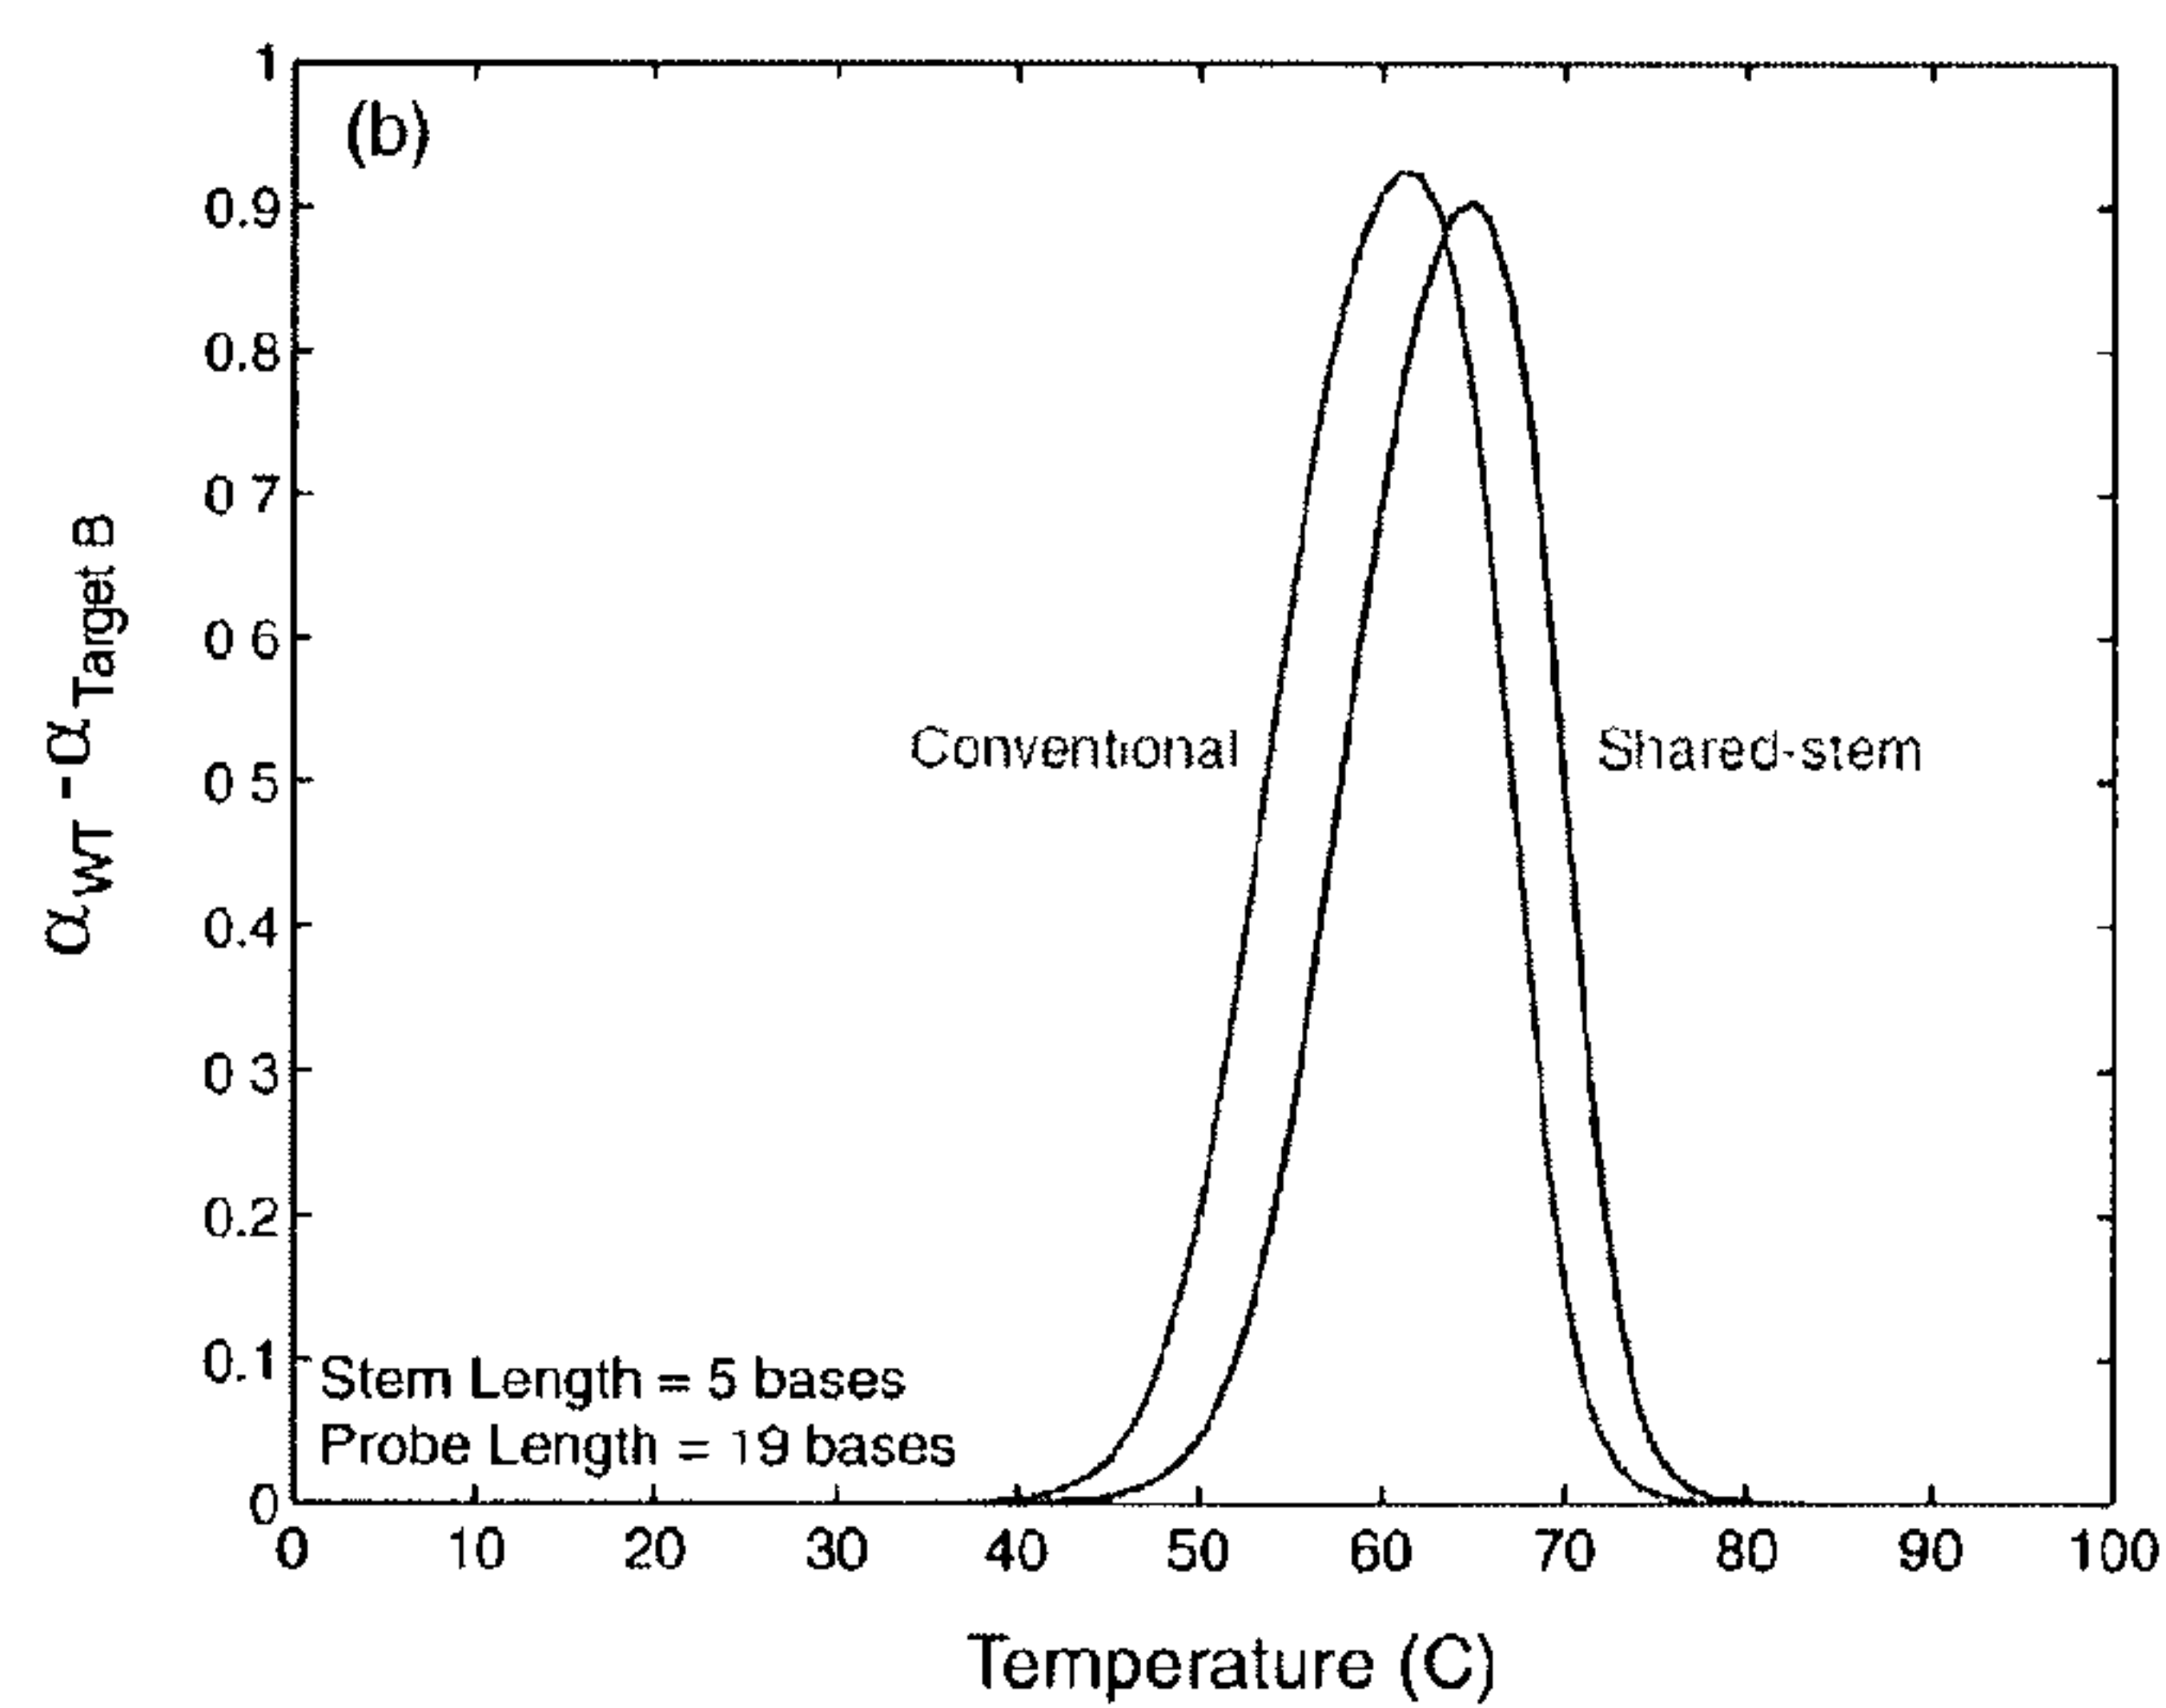 1
(b)
0.9
0.8
0 7
0 6
0 5
0.4
0 3
0.2
0.1
0
αWT -αTarget B
Conventional
Shared-stem
Stem Length = 5 bases
Probe Length = 19 bases
0 10 20 30 40 50 60 70 80 90 100
Temperature (C)